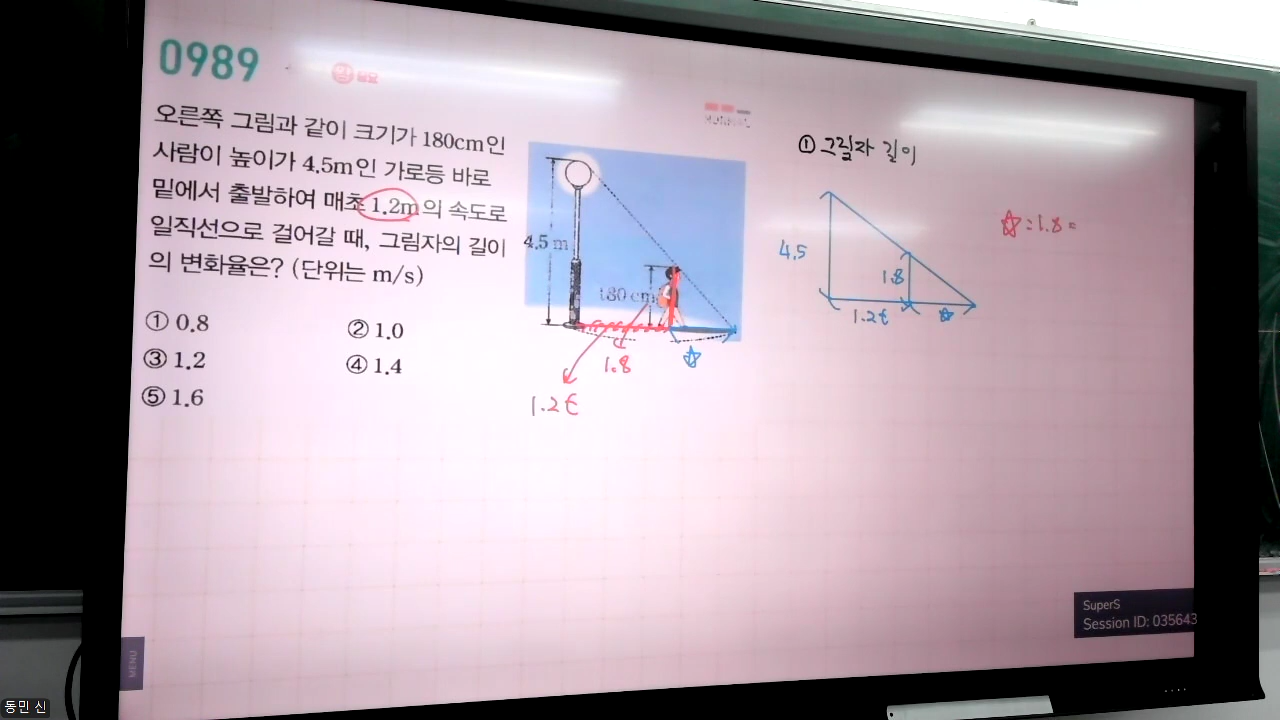 0989
오른쪽 그림과 같이 크기가 180cm인
사람이 높이가 4.5m인 가로등 바로
밑에서 출발하여 매초 1.2m의 속도로
일직선으로 걸어갈 때, 그림자의 길이
의 변화율은? (단위는 m/s)
① 0.8
② 1.0
③ 1.2
④ 1.4
⑤ 1.6
4.5 m
180 cm
1.8
☆
1.2t
① 그림자 길이
4.5
1.8
1.2t
☆
☆:1.8=
SuperS
Session ID: 035643
MENU
동민 신